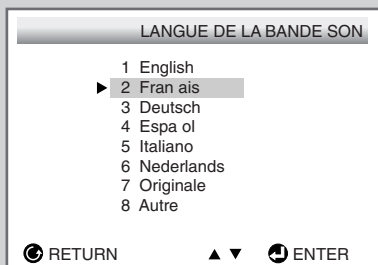 LANGUE DE LA BANDE SON
1 English
2 Fran ais
3 Deutsch
4 Espa ol
5 Italiano
6 Nederlands
7 Originale
8 Autre
RETURN ENTER